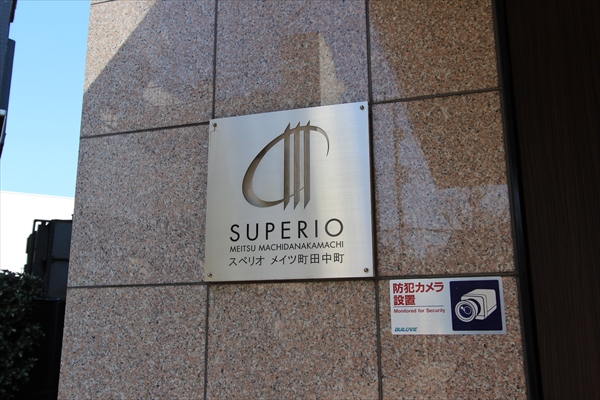 SUPERIO
MEITSU MACHIDANAKAMACHI
スペリオ メイツ町田中町
防犯カメラ
設置
Monitored for Security